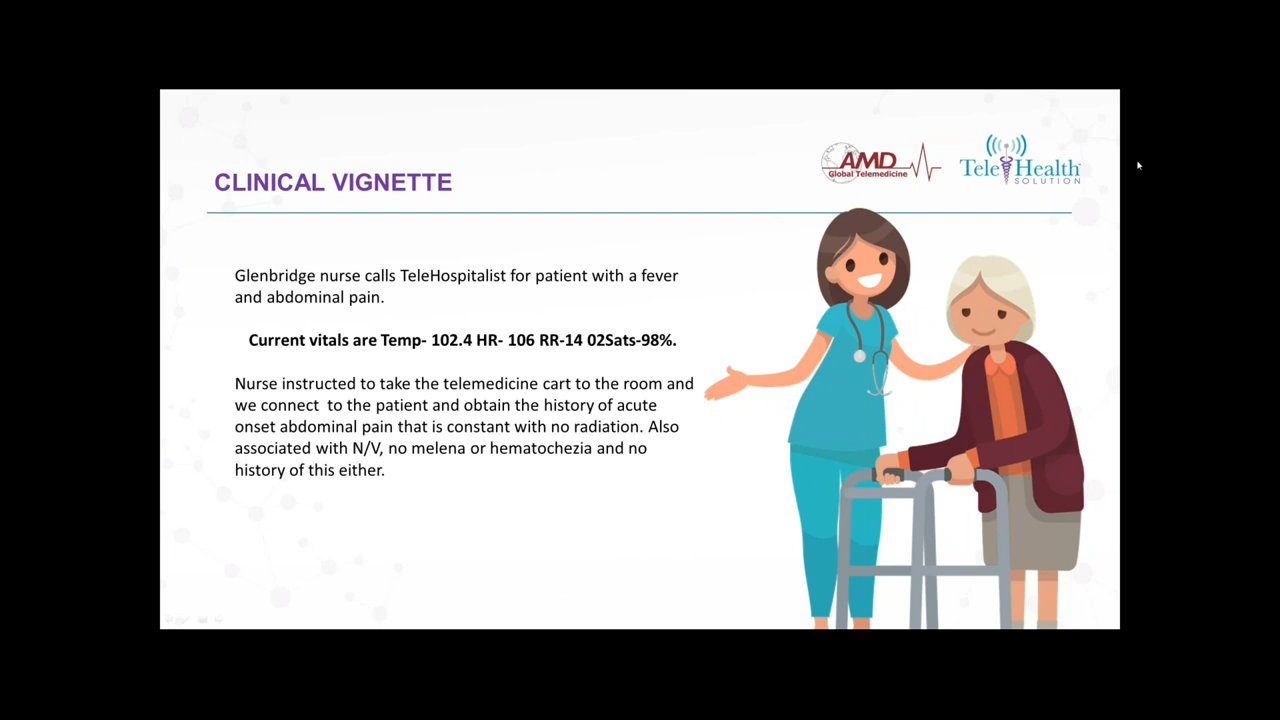 AMD
Global Telemedicine
TeleHealth
SOLUTION
CLINICAL VIGNETTE
Glenbridge nurse calls TeleHospitalist for patient with a fever
and abdominal pain.
Current vitals are Temp- 102.4 HR- 106 RR-14 02Sats-98%.
Nurse instructed to take the telemedicine cart to the room and
we connect to the patient and obtain the history of acute
onset abdominal pain that is constant with no radiation. Also
associated with N/V, no melena or hematochezia and no
history of this either.